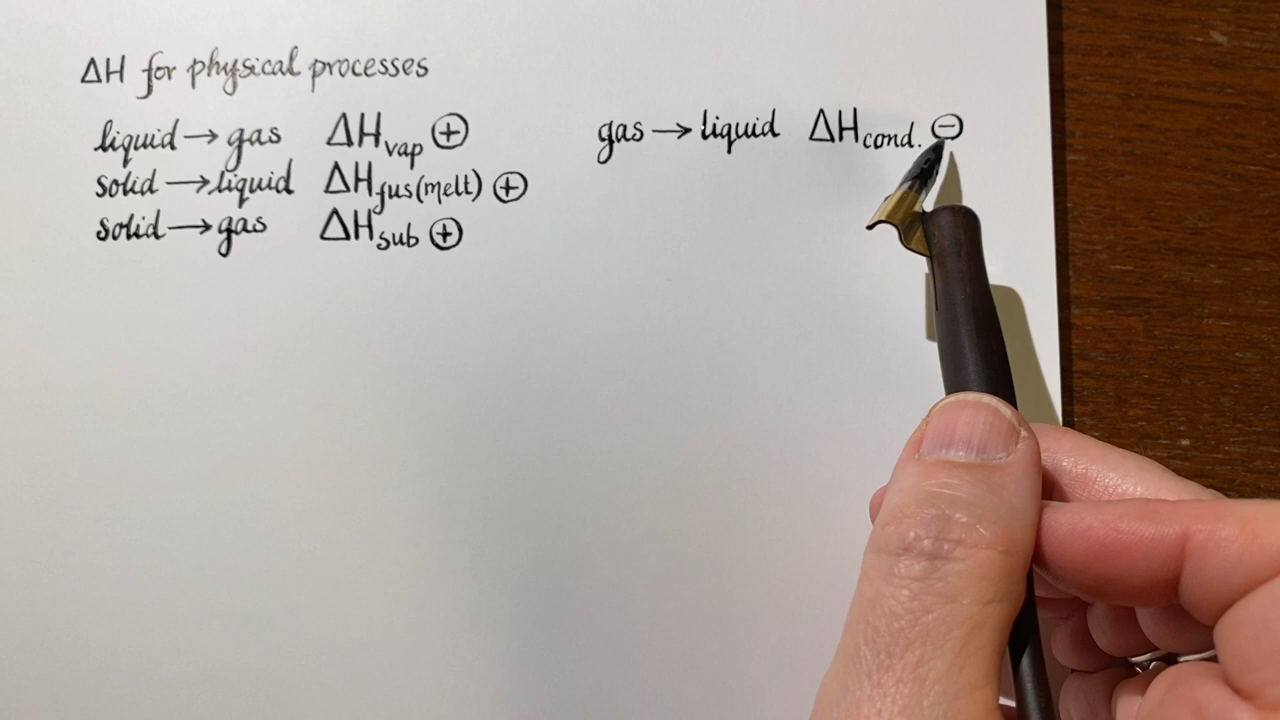 ΔH for physical processes
liquid → gas ΔHvap ⊕
solid → liquid ΔHfus(melt) ⊕
solid → gas ΔHsub ⊕
gas → liquid ΔHcond. ⊖